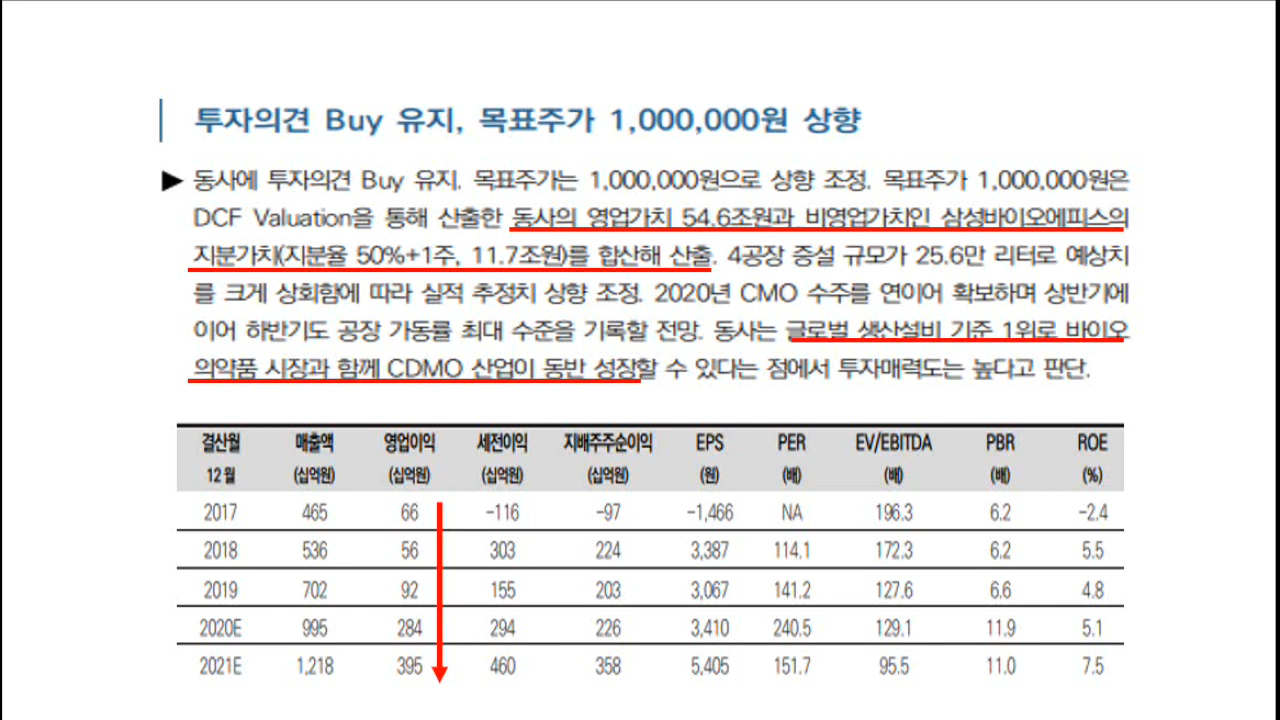 투자의견 Buy 유지, 목표주가 1,000,000원 상향
▶ 동사에 투자의견 Buy 유지. 목표주가는 1,000,000원으로 상향 조정. 목표주가 1,000,000원은
DCF Valuation을 통해 산출한 동사의 영업가치 54.6조원과 비영업가치인 삼성바이오에피스의
지분가치(지분율 50%+1주, 11.7조원)를 합산해 산출. 4공장 증설 규모가 25.6만 리터로 예상치
를 크게 상회함에 따라 실적 추정치 상향 조정. 2020년 CMO 수주를 연이어 확보하며 상반기에
이어 하반기도 공장 가동률 최대 수준을 기록할 전망. 동사는 글로벌 생산설비 기준 1위로 바이오
의약품 시장과 함께 CDMO 산업이 동반 성장할 수 있다는 점에서 투자매력도는 높다고 판단.
결산월 매출액 영업이익 세전이익 지배주주순이익 EPS PER EV/EBITDA PBR ROE
12월 (십억원) (십억원) (십억원) (십억원) (원) (배) (배) (배) (%)
2017 465 66 -116 -97 -1,466 NA 196.3 6.2 -2.4
2018 536 56 303 224 3,387 114.1 172.3 6.2 5.5
2019 702 92 155 203 3,067 141.2 127.6 6.6 4.8
2020E 995 284 294 226 3,410 240.5 129.1 11.9 5.1
2021E 1,218 395 460 358 5,405 151.7 95.5 11.0 7.5